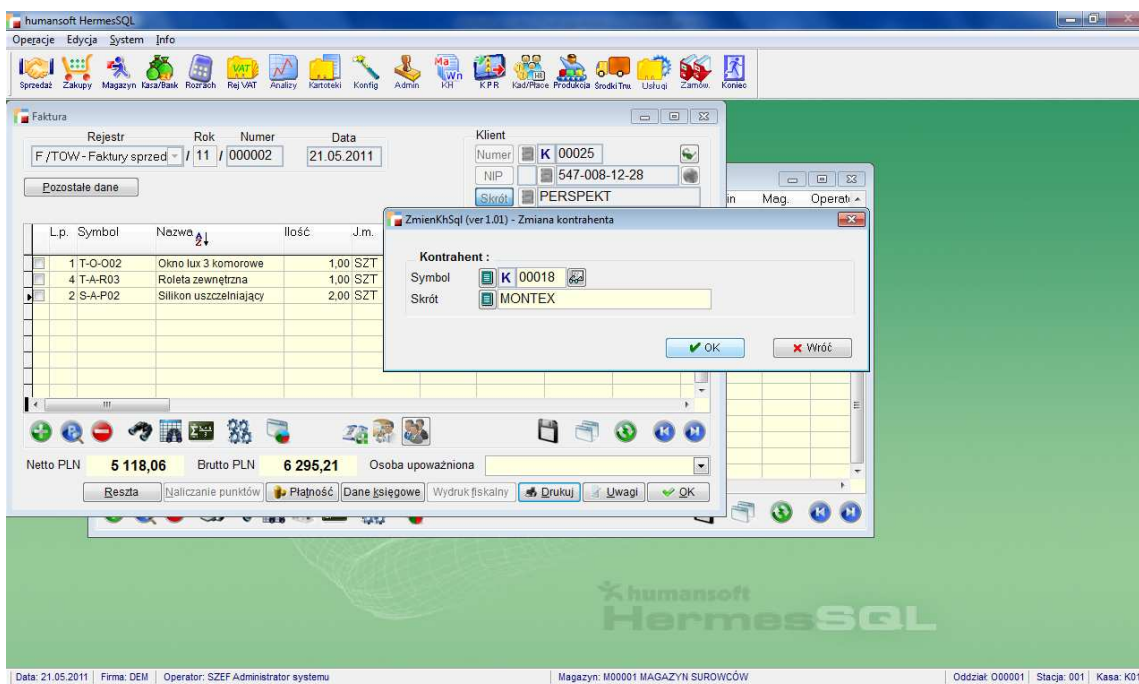 humansoft HermesSQL
Operacje Edycja System Info
Sprzedaż Zakupy Magazyn Kasa/Bank Rozrach Rej VAT Analizy Kartoteki Konfig Admin KH KPR Kad/Płace Produkcja Środki Trw. Usługi Zamów. Koniec
Faktura
Rejestr Rok Numer Data Klient
F /TOW - Faktury sprzed / 11 / 000002 21.05.2011 Numer K 00025
NIP 547-008-12-28
Pozostałe dane
Skrót PERSPEKT
in Mag. Operat
L.p. Symbol Nazwa Ilość J.m.
1 T-O-O02 Okno lux 3 komorowe 1,00 SZT
4 T-A-R03 Roleta zewnętrzna 1,00 SZT
2 S-A-P02 Silikon uszczelniający 2,00 SZT
ZmienKhSql (ver 1.01) - Zmiana kontrahenta
Kontrahent :
Symbol K 00018
Skrót MONTEX
OK Wróć
Netto PLN 5 118,06 Brutto PLN 6 295,21 Osoba upoważniona
Reszta Naliczanie punktów Płatność Dane księgowe Wydruk fiskalny Drukuj Uwagi OK
humansoft
HermesSQL
Data: 21.05.2011 Firma: DEM Operator: SZEF Administrator systemu Magazyn: M00001 MAGAZYN SUROWCÓW Oddział: O00001 Stacja: 001 Kasa: K01